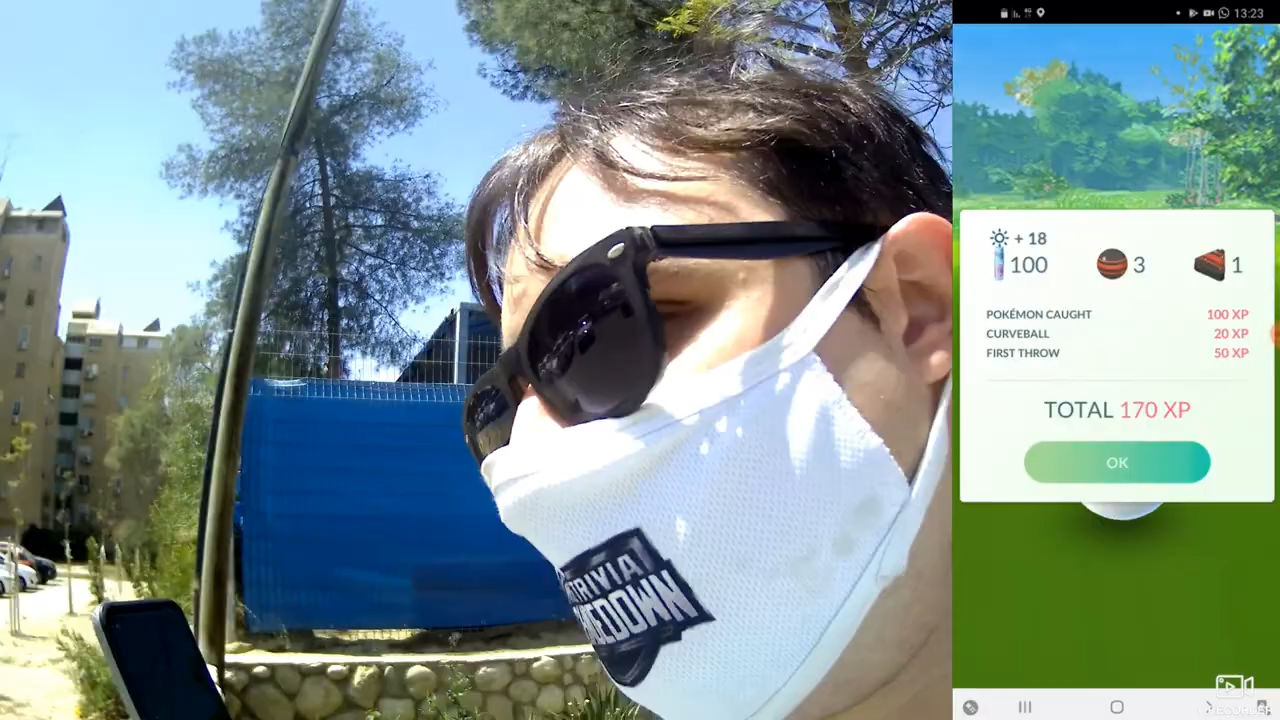 TRIVIA
13:23
+ 18
100
3
1
POKÉMON CAUGHT 100 XP
CURVEBALL 20 XP
FIRST THROW 50 XP
TOTAL 170 XP
OK